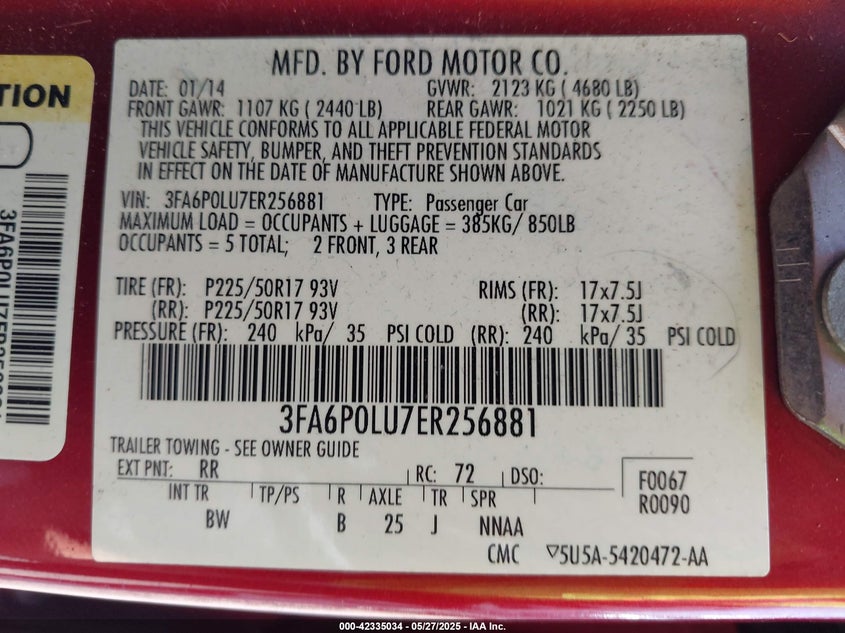 MFD. BY FORD MOTOR CO.
DATE: 01/14 GVWR: 2123 KG ( 4680 LB)
FRONT GAWR: 1107 KG ( 2440 LB) REAR GAWR: 1021 KG ( 2250 LB)
THIS VEHICLE CONFORMS TO ALL APPLICABLE FEDERAL MOTOR
VEHICLE SAFETY, BUMPER, AND THEFT PREVENTION STANDARDS
IN EFFECT ON THE DATE OF MANUFACTURE SHOWN ABOVE.
VIN: 3FA6P0LU7ER256881 TYPE: Passenger Car
MAXIMUM LOAD = OCCUPANTS + LUGGAGE = 385KG/ 850LB
OCCUPANTS = 5 TOTAL; 2 FRONT, 3 REAR
TIRE (FR): P225/50R17 93V RIMS (FR): 17x7.5J
(RR): P225/50R17 93V (RR): 17x7.5J
PRESSURE (FR): 240 kPa/ 35 PSI COLD (RR): 240 kPa/ 35 PSI COLD
3FA6P0LU7ER256881
TRAILER TOWING - SEE OWNER GUIDE
EXT PNT: RR RC: 72 DSO: F0067
R0090
INT TR TP/PS R AXLE TR SPR
BW B 25 J NNAA
CMC ▽5U5A-5420472-AA
TION
000-42335034 / 05/27/2025 - IAA Inc.